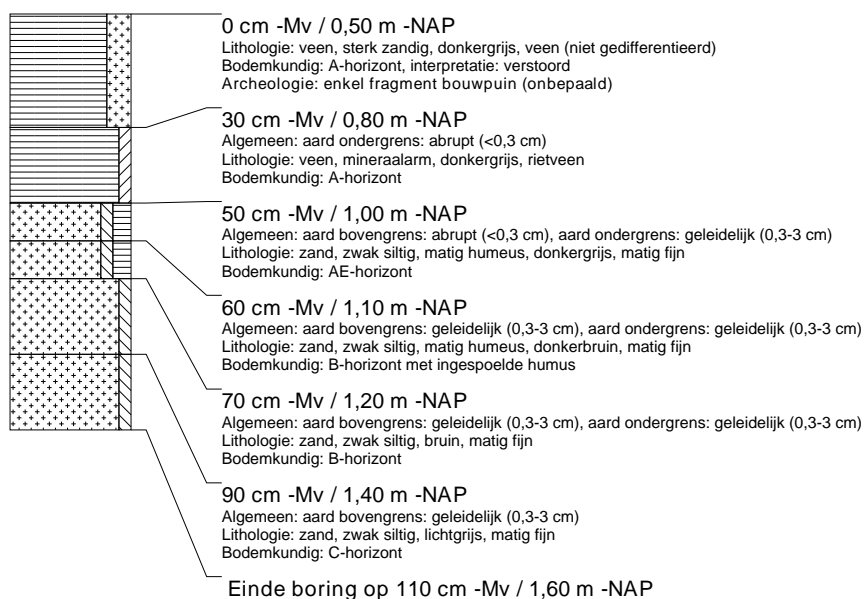 0 cm -Mv / 0,50 m -NAP
Lithologie: veen, sterk zandig, donkergrijs, veen (niet gedifferentieerd)
Bodemkundig: A-horizont, interpretatie: verstoord
Archeologie: enkel fragment bouwpuin (onbepaald)
30 cm -Mv / 0,80 m -NAP
Algemeen: aard ondergrens: abrupt (<0,3 cm)
Lithologie: veen, mineraalarm, donkergrijs, rietveen
Bodemkundig: A-horizont
50 cm -Mv / 1,00 m -NAP
Algemeen: aard bovengrens: abrupt (<0,3 cm), aard ondergrens: geleidelijk (0,3-3 cm)
Lithologie: zand, zwak siltig, matig humeus, donkergrijs, matig fijn
Bodemkundig: AE-horizont
60 cm -Mv / 1,10 m -NAP
Algemeen: aard bovengrens: geleidelijk (0,3-3 cm), aard ondergrens: geleidelijk (0,3-3 cm)
Lithologie: zand, zwak siltig, matig humeus, donkerbruin, matig fijn
Bodemkundig: B-horizont met ingespoelde humus
70 cm -Mv / 1,20 m -NAP
Algemeen: aard bovengrens: geleidelijk (0,3-3 cm), aard ondergrens: geleidelijk (0,3-3 cm)
Lithologie: zand, zwak siltig, bruin, matig fijn
Bodemkundig: B-horizont
90 cm -Mv / 1,40 m -NAP
Algemeen: aard bovengrens: geleidelijk (0,3-3 cm)
Lithologie: zand, zwak siltig, lichtgrijs, matig fijn
Bodemkundig: C-horizont
Einde boring op 110 cm -Mv / 1,60 m -NAP